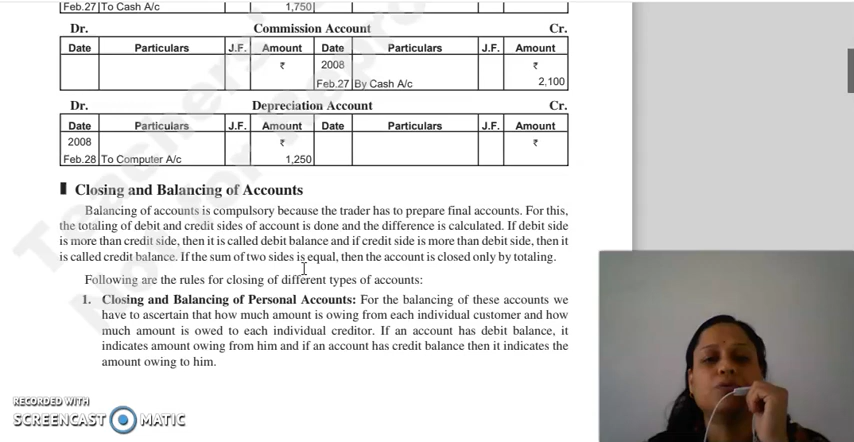 Feb.27 To Cash A/c 1,750
Dr. Commission Account Cr.
Date Particulars J.F. Amount Date Particulars J.F. Amount
₹ 2008 ₹
Feb.27 By Cash A/c 2,100
Dr. Depreciation Account Cr.
Date Particulars J.F. Amount Date Particulars J.F. Amount
2008 ₹ ₹
Feb.28 To Computer A/c 1,250
Closing and Balancing of Accounts
Balancing of accounts is compulsory because the trader has to prepare final accounts. For this,
the totaling of debit and credit sides of account is done and the difference is calculated. If debit side
is more than credit side, then it is called debit balance and if credit side is more than debit side, then it
is called credit balance. If the sum of two sides is equal, then the account is closed only by totaling.
Following are the rules for closing of different types of accounts:
1. Closing and Balancing of Personal Accounts: For the balancing of these accounts we
have to ascertain that how much amount is owing from each individual customer and how
much amount is owed to each individual creditor. If an account has debit balance, it
indicates amount owing from him and if an account has credit balance then it indicates the
amount owing to him.
RECORDED WITH
SCREENCAST MATIC